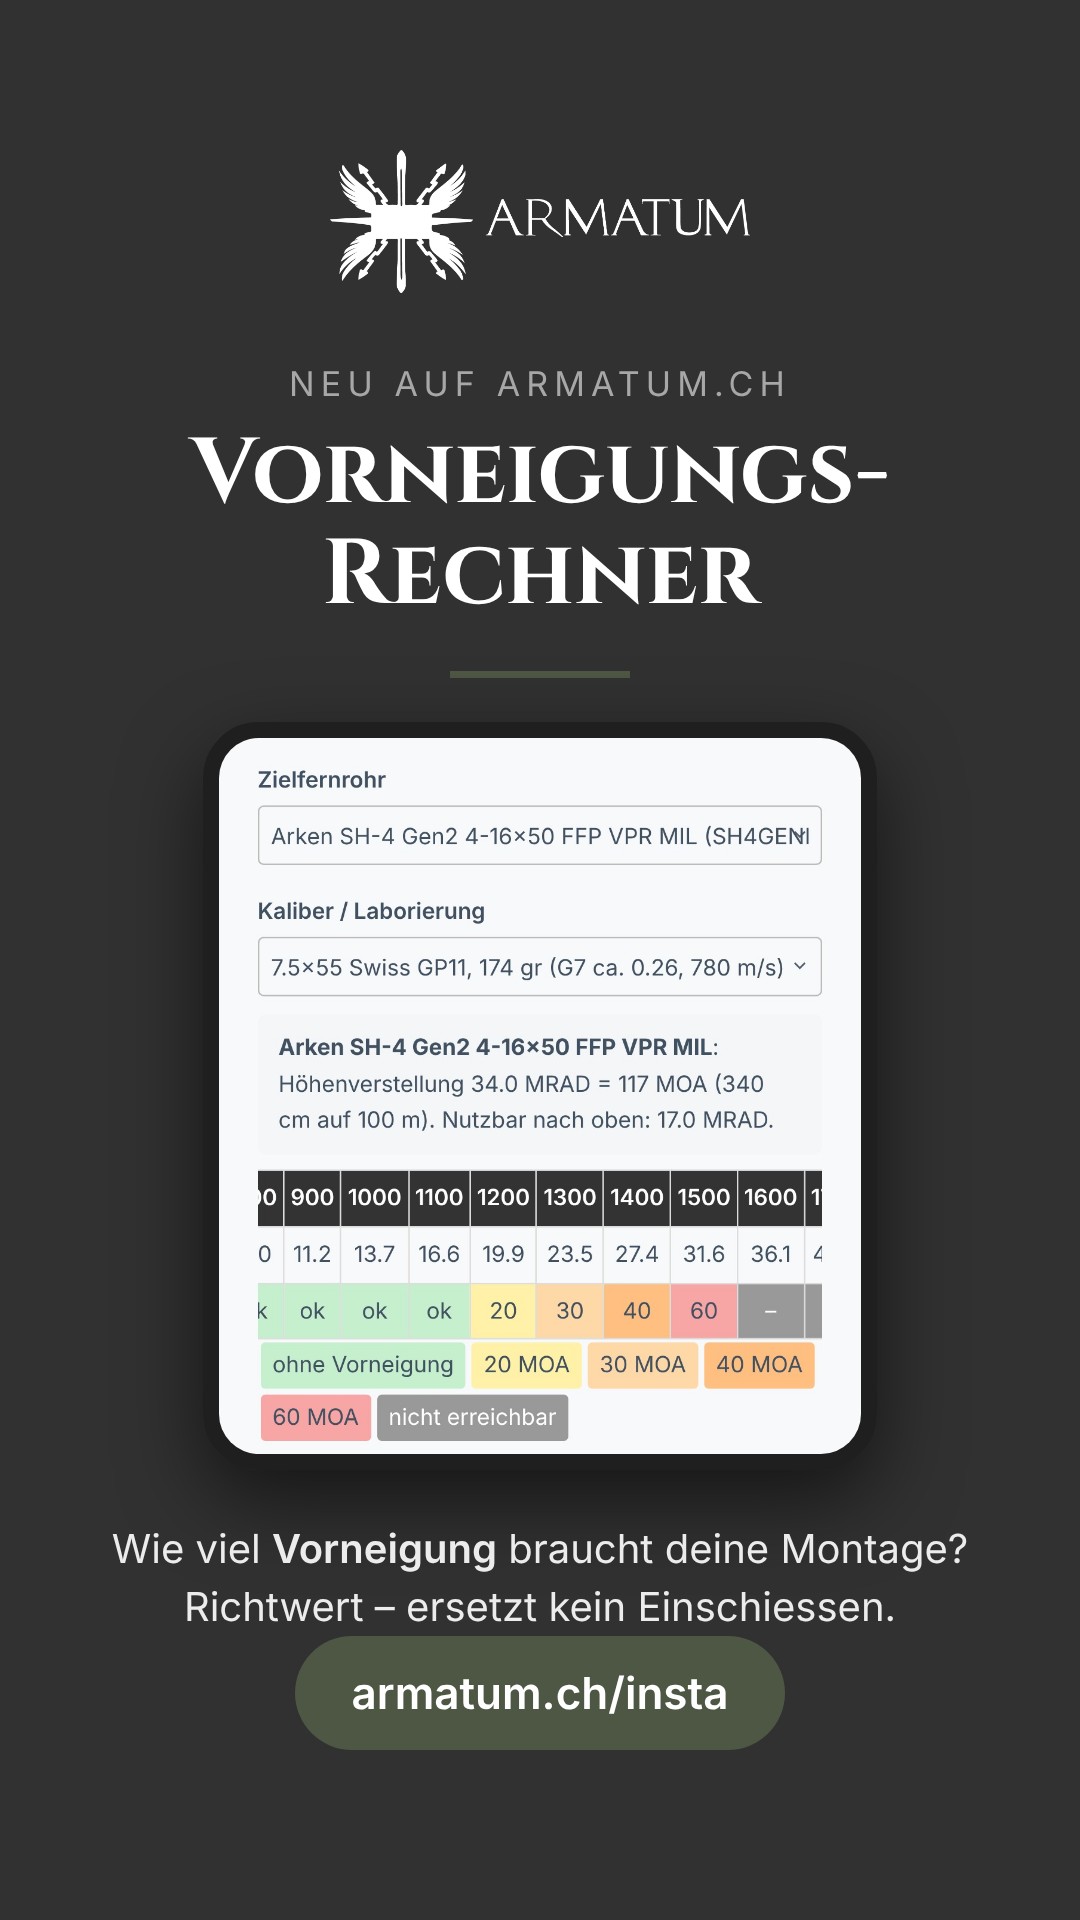 ARMATUM
NEU AUF ARMATUM.CH
VORNEIGUNGS-
RECHNER
Zielfernrohr
Arken SH-4 Gen2 4-16×50 FFP VPR MIL (SH4GEN
Kaliber / Laborierung
7.5×55 Swiss GP11, 174 gr (G7 ca. 0.26, 780 m/s)
Arken SH-4 Gen2 4-16×50 FFP VPR MIL:
Höhenverstellung 34.0 MRAD = 117 MOA (340
cm auf 100 m). Nutzbar nach oben: 17.0 MRAD.
900 1000 1100 1200 1300 1400 1500 1600
11.2 13.7 16.6 19.9 23.5 27.4 31.6 36.1
ok ok ok 20 30 40 60 –
ohne Vorneigung 20 MOA 30 MOA 40 MOA
60 MOA nicht erreichbar
Wie viel Vorneigung braucht deine Montage?
Richtwert – ersetzt kein Einschiessen.
armatum.ch/insta